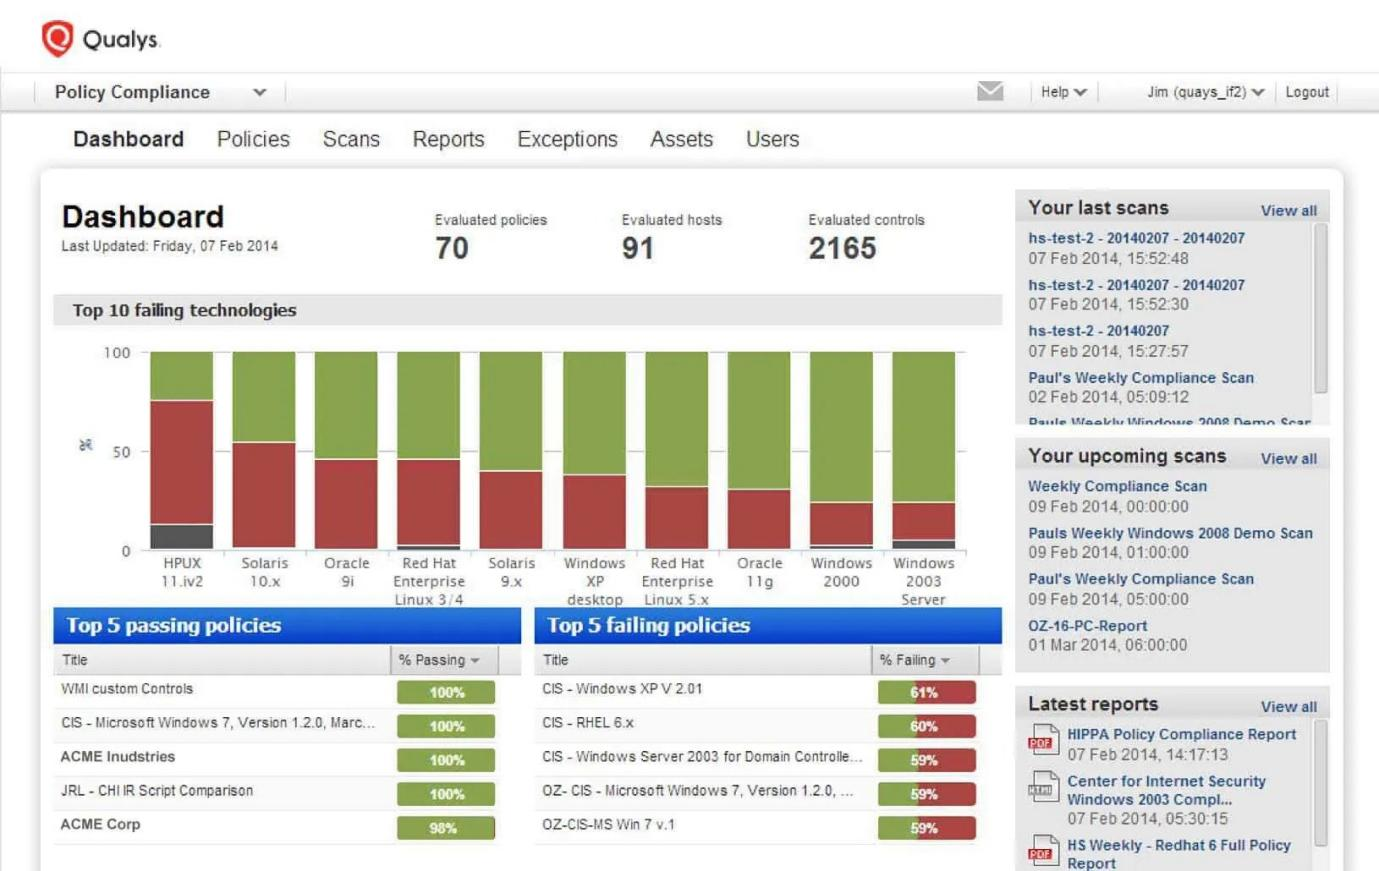 Qualys.
Policy Compliance
Help
Jim (quays_if2)
Logout
Dashboard
Policies
Scans
Reports
Exceptions
Assets
Users
Dashboard
Last Updated: Friday, 07 Feb 2014
Evaluated policies
70
Evaluated hosts
91
Evaluated controls
2165
Top 10 failing technologies
100
50
0
%
HPUX
11.iv2
Solaris
10.x
Oracle
9i
Red Hat
Enterprise
Linux 3/4
Solaris
9.x
Windows
XP
desktop
Red Hat
Enterprise
Linux 5.x
Oracle
11g
Windows
2000
Windows
2003
Server
Top 5 passing policies
Title
% Passing
WMI custom Controls
100%
CIS - Microsoft Windows 7, Version 1.2.0, Marc...
100%
ACME Inudstries
100%
JRL - CHI IR Script Comparison
100%
ACME Corp
98%
Top 5 failing policies
Title
% Failing
CIS - Windows XP V 2.01
61%
CIS - RHEL 6.x
60%
CIS - Windows Server 2003 for Domain Controlle...
59%
OZ- CIS - Microsoft Windows 7, Version 1.2.0, ...
59%
OZ-CIS-MS Win 7 v.1
59%
Your last scans
View all
hs-test-2 - 20140207 - 20140207
07 Feb 2014, 15:52:48
hs-test-2 - 20140207 - 20140207
07 Feb 2014, 15:52:30
hs-test-2 - 20140207
07 Feb 2014, 15:27:57
Paul's Weekly Compliance Scan
02 Feb 2014, 05:09:12
Pauls Weekly Windows 2008 Demo Scan
Your upcoming scans
View all
Weekly Compliance Scan
09 Feb 2014, 00:00:00
Pauls Weekly Windows 2008 Demo Scan
09 Feb 2014, 01:00:00
Paul's Weekly Compliance Scan
09 Feb 2014, 05:00:00
OZ-16-PC-Report
01 Mar 2014, 06:00:00
Latest reports
View all
PDF
HIPPA Policy Compliance Report
07 Feb 2014, 14:17:13
Center for Internet Security
Windows 2003 Compl...
07 Feb 2014, 05:30:15
PDF
HS Weekly - Redhat 6 Full Policy
Report